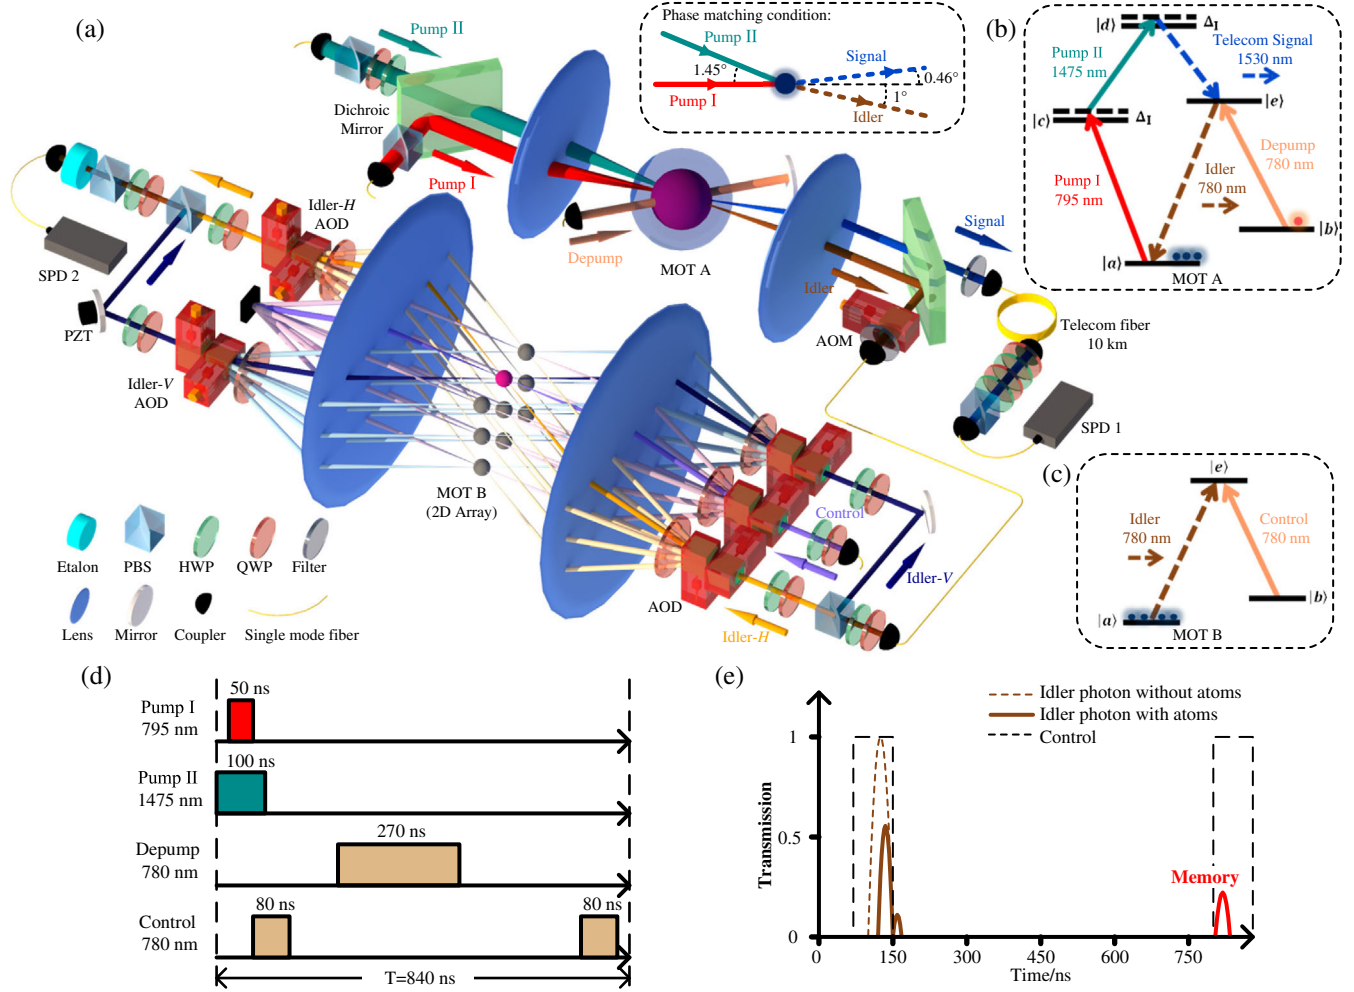 (a)
Pump II
Dichroic
Mirror
Pump I
Phase matching condition:
Pump II
Signal
1.45°
0.46°
1°
Pump I
Idler
Idler-H
AOD
SPD 2
PZT
Idler-V
AOD
Depump
MOT A
Signal
Idler
AOM
Telecom fiber
10 km
SPD 1
MOT B
(2D Array)
Control
Idler-V
AOD
Idler-H
Etalon
PBS
HWP
QWP
Filter
Lens
Mirror
Coupler
Single mode fiber
(b)
|d⟩
Δ_I
Pump II
1475 nm
Telecom Signal
1530 nm
|e⟩
|c⟩
Δ_I
Depump
780 nm
Idler
780 nm
Pump I
795 nm
|b⟩
|a⟩
MOT A
(c)
|e⟩
Idler
780 nm
Control
780 nm
|b⟩
|a⟩
MOT B
(d)
50 ns
Pump I
795 nm
100 ns
Pump II
1475 nm
270 ns
Depump
780 nm
80 ns
80 ns
Control
780 nm
T=840 ns
(e)
Idler photon without atoms
Idler photon with atoms
Control
1
0.5
0
Transmission
Memory
0
150
300
450
600
750
Time/ns